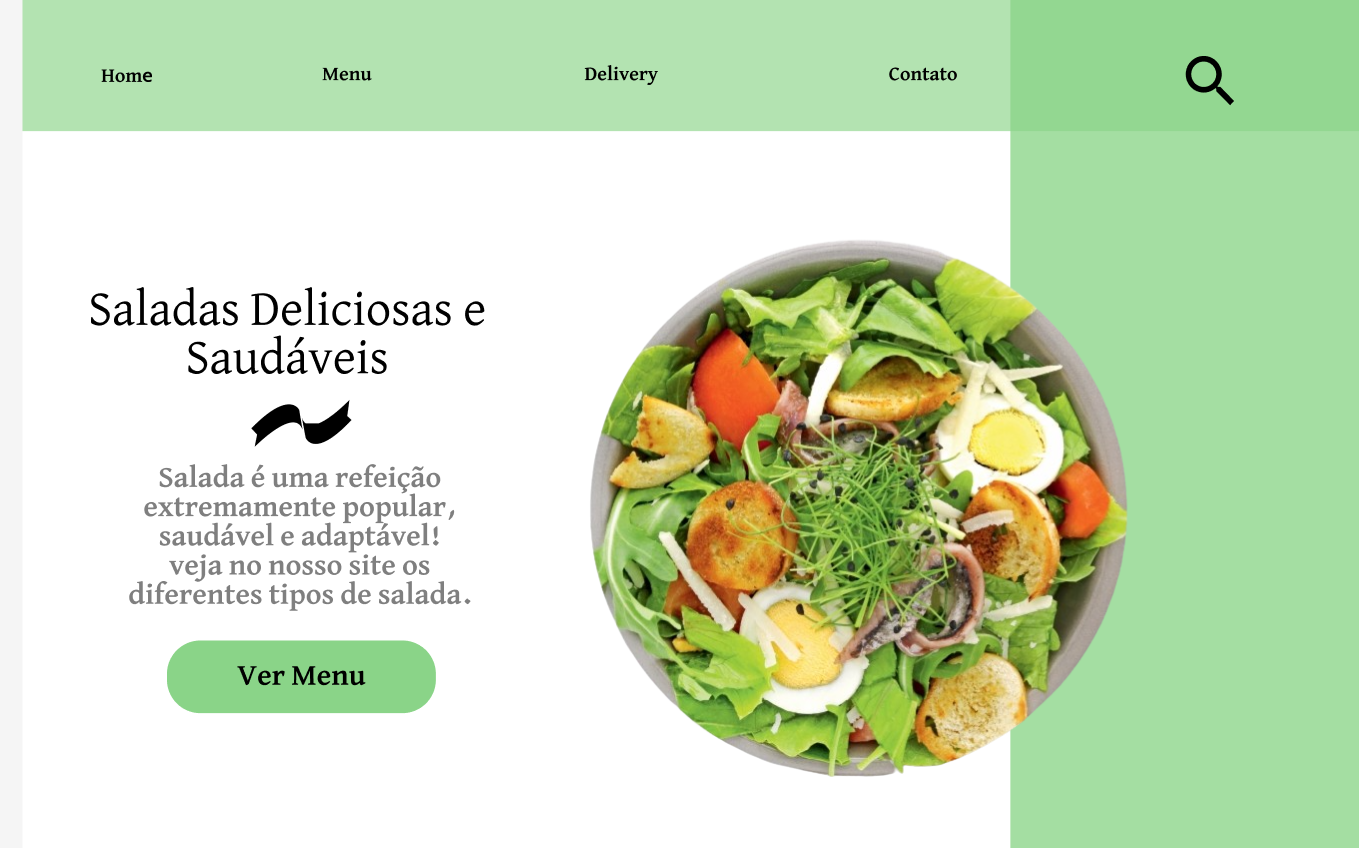 Home
Menu
Delivery
Contato
Saladas Deliciosas e
Saudáveis
Salada é uma refeição
extremamente popular,
saudável e adaptável!
veja no nosso site os
diferentes tipos de salada.
Ver Menu